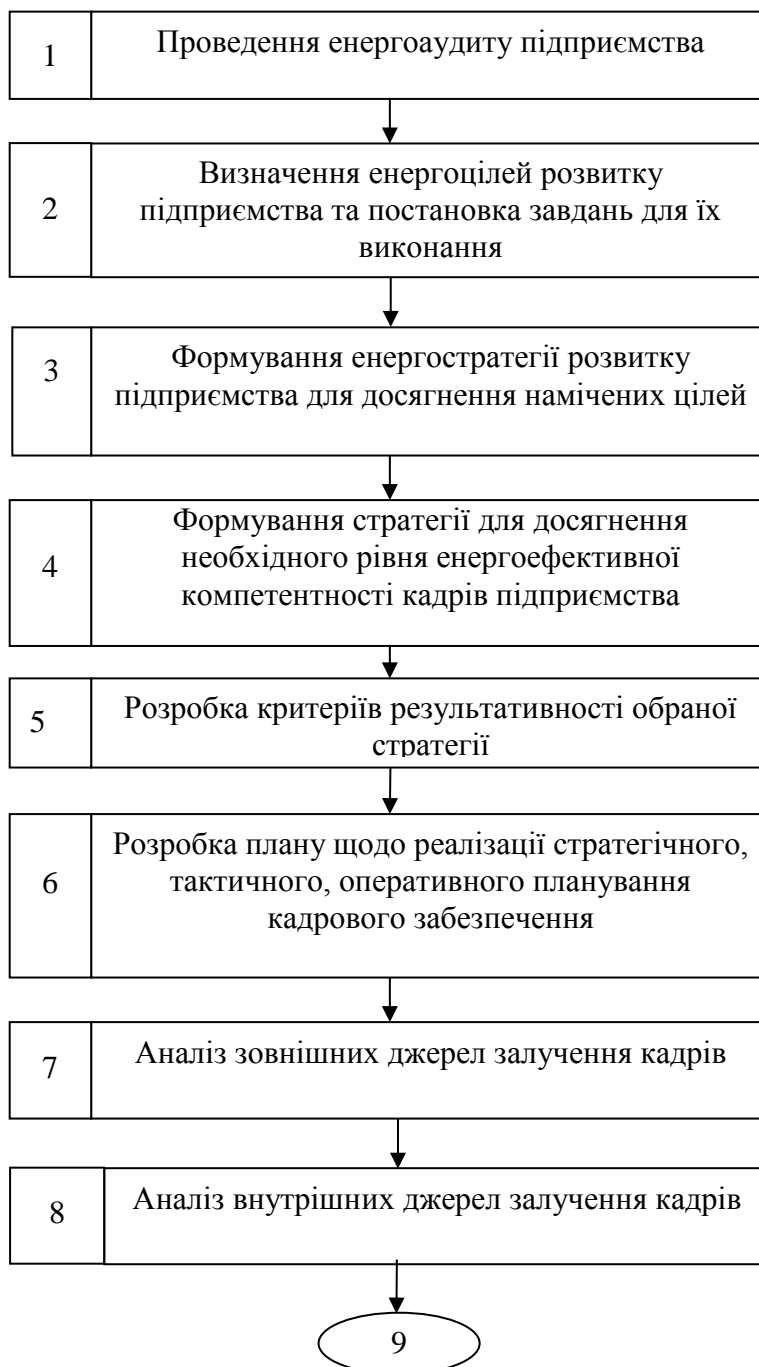 1
Проведення енергоаудиту підприємства
2
Визначення енергоцілей розвитку
підприємства та постановка завдань для їх
виконання
3
Формування енергостратегії розвитку
підприємства для досягнення намічених цілей
4
Формування стратегії для досягнення
необхідного рівня енергоефективної
компетентності кадрів підприємства
5
Розробка критеріїв результативності обраної
стратегії
6
Розробка плану щодо реалізації стратегічного,
тактичного, оперативного планування
кадрового забезпечення
7
Аналіз зовнішних джерел залучення кадрів
8
Аналіз внутрішних джерел залучення кадрів
9